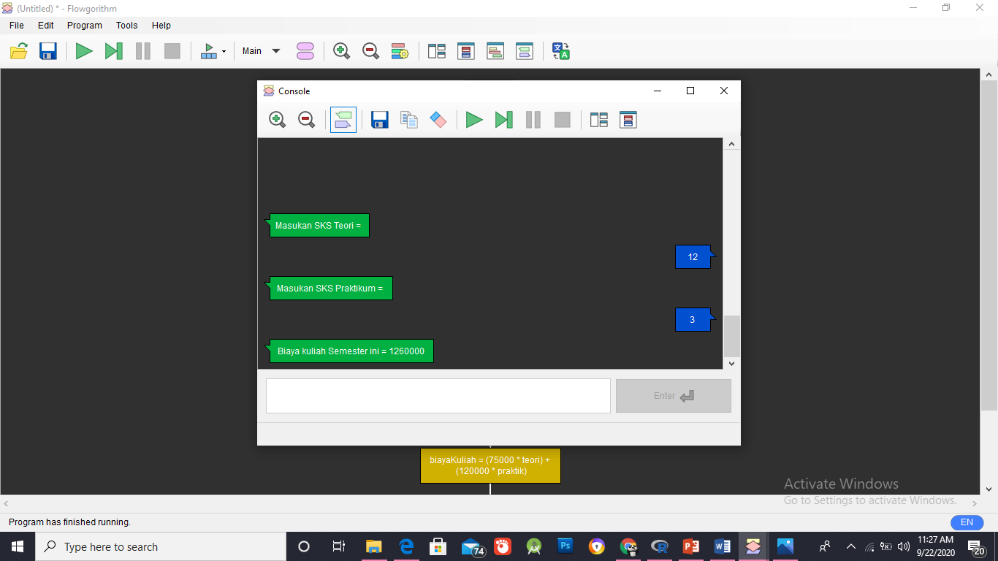 (Untitled) * - Flowgorithm
File Edit Program Tools Help
Main
Console
Masukan SKS Teori =
12
Masukan SKS Praktikum =
3
Biaya kuliah Semester ini = 1260000
Enter
biayaKuliah = (75000 * teori) +
(120000 * praktik)
Activate Windows
Go to Settings to activate Windows.
Program has finished running.
EN
Type here to search
74
Ps
11:27 AM
9/22/2020
20